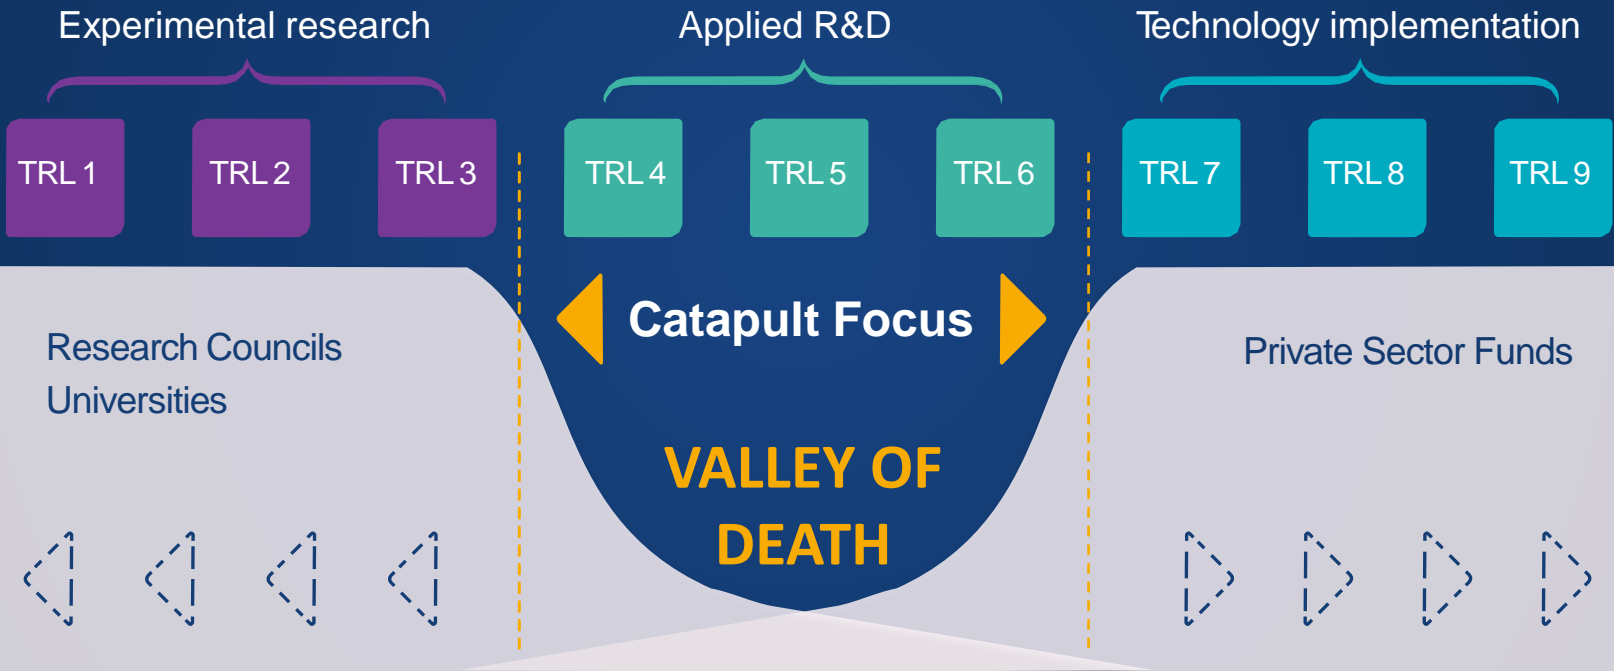 Experimental research
Applied R&D
Technology implementation
TRL 1
TRL 2
TRL 3
TRL 4
TRL 5
TRL 6
TRL 7
TRL 8
TRL 9
Catapult Focus
Research Councils
Universities
Private Sector Funds
VALLEY OF
DEATH